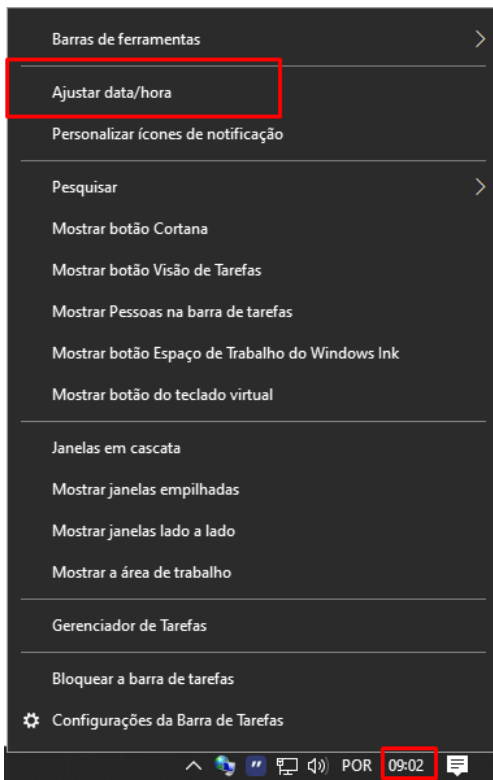 Barras de ferramentas
Ajustar data/hora
Personalizar ícones de notificação
Pesquisar
Mostrar botão Cortana
Mostrar botão Visão de Tarefas
Mostrar Pessoas na barra de tarefas
Mostrar botão Espaço de Trabalho do Windows Ink
Mostrar botão do teclado virtual
Janelas em cascata
Mostrar janelas empilhadas
Mostrar janelas lado a lado
Mostrar a área de trabalho
Gerenciador de Tarefas
Bloquear a barra de tarefas
Configurações da Barra de Tarefas
POR 09:02